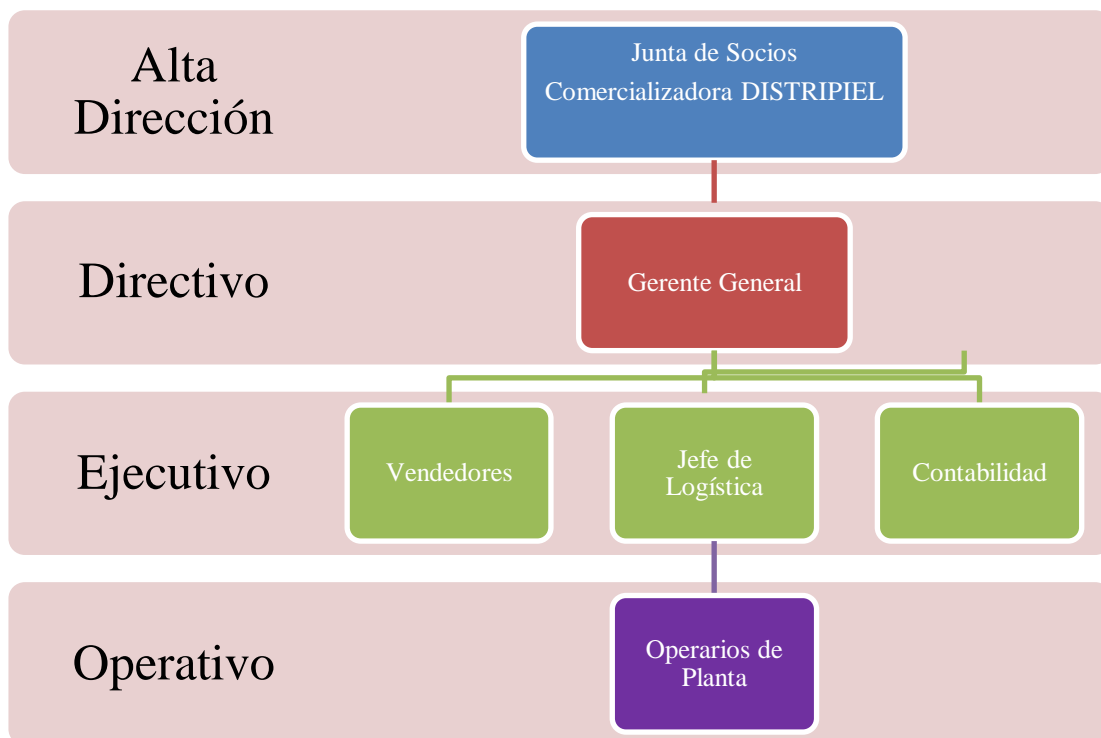 Alta
Dirección
Junta de Socios
Comercializadora DISTRIPIEL
Directivo
Gerente General
Ejecutivo
Vendedores
Jefe de
Logística
Contabilidad
Operativo
Operarios de
Planta